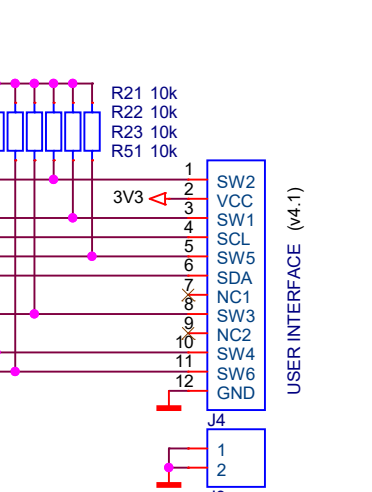 R21 10k
R22 10k
R23 10k
R51 10k
1 SW2
3V3 2 VCC
3 SW1
4 SCL
5 SW5
6 SDA
7 NC1
8 SW3
9 NC2
10 SW4
11 SW6
12 GND
USER INTERFACE (v4.1)
J4
1
2